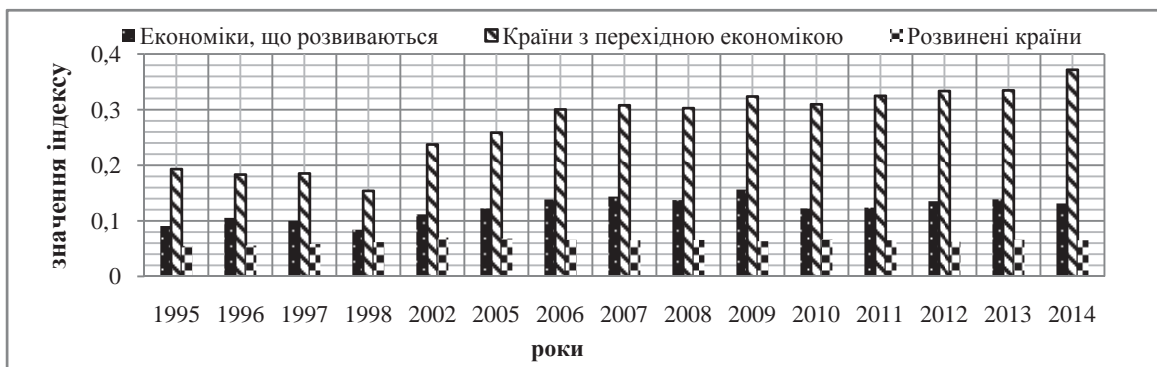 Економіки, що розвиваються Країни з перехідною економікою Розвинені країни
значення індексу
0,4
0,3
0,2
0,1
0
1995 1996 1997 1998 2002 2005 2006 2007 2008 2009 2010 2011 2012 2013 2014
роки